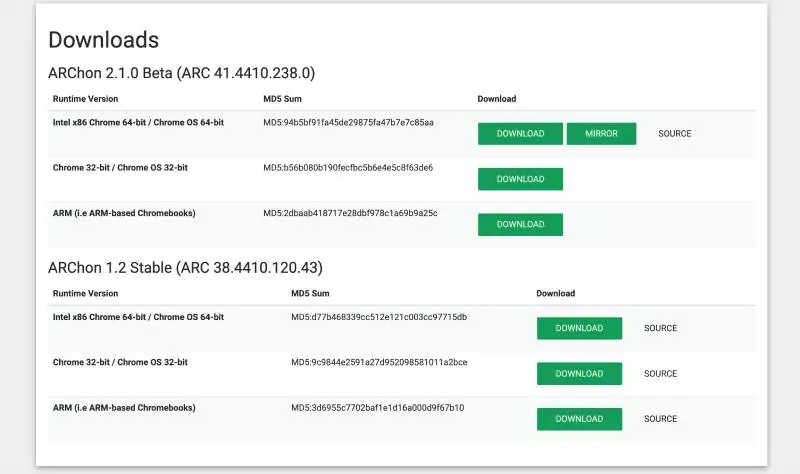 Downloads
ARChon 2.1.0 Beta (ARC 41.4410.238.0)
Runtime Version MD5 Sum Download
Intel x86 Chrome 64-bit / Chrome OS 64-bit MD5:94b5bf91fa45de29875fa47b7e7c85aa DOWNLOAD MIRROR SOURCE
Chrome 32-bit / Chrome OS 32-bit MD5:b56b080b190fecfbc5b6e4e5c8f63de6 DOWNLOAD
ARM (i.e ARM-based Chromebooks) MD5:2dbaab418717e28dbf978c1a69b9a25c DOWNLOAD
ARChon 1.2 Stable (ARC 38.4410.120.43)
Runtime Version MD5 Sum Download
Intel x86 Chrome 64-bit / Chrome OS 64-bit MD5:d77b468339cc512e121c003cc97715db DOWNLOAD SOURCE
Chrome 32-bit / Chrome OS 32-bit MD5:9c9844e2591a27d952098581011a2bce DOWNLOAD SOURCE
ARM (i.e ARM-based Chromebooks) MD5:3d6955c7702baf1e1d16a000d9f67b10 DOWNLOAD SOURCE